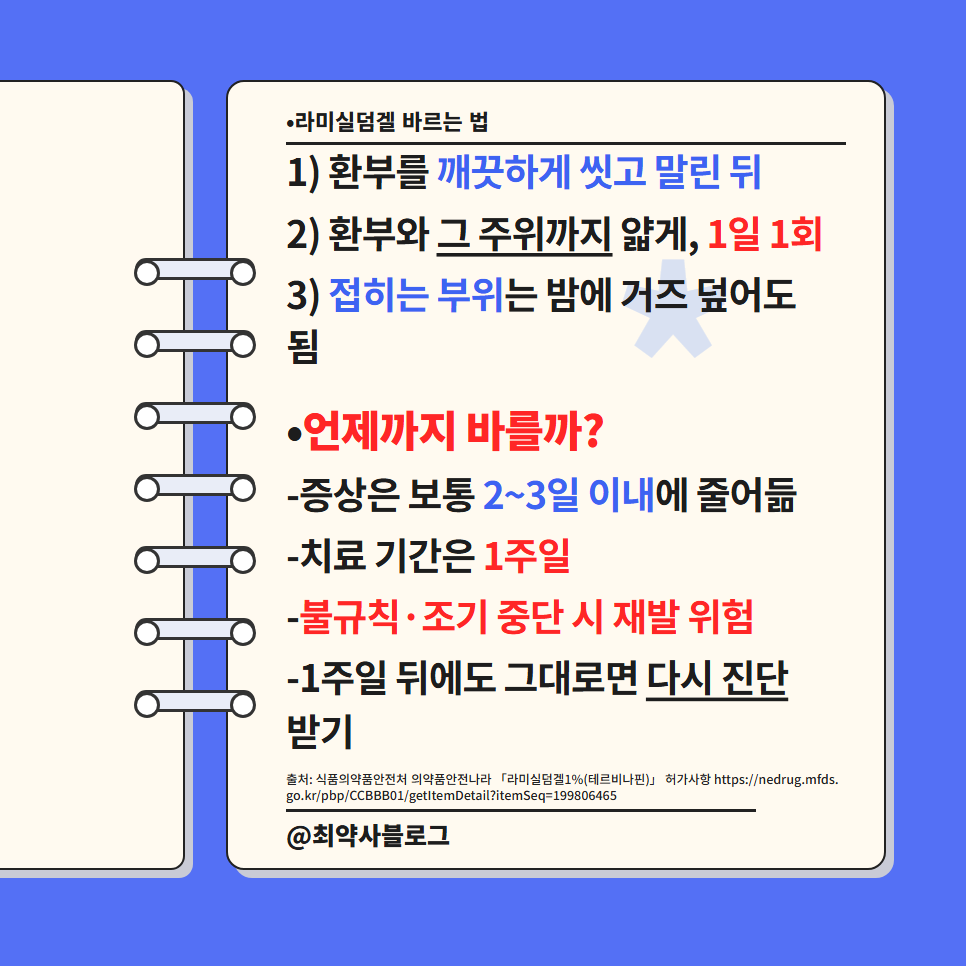 •라미실덤겔 바르는 법
1) 환부를 깨끗하게 씻고 말린 뒤
2) 환부와 그 주위까지 얇게, 1일 1회
3) 접히는 부위는 밤에 거즈 덮어도
됨
•언제까지 바를까?
-증상은 보통 2~3일 이내에 줄어듦
-치료 기간은 1주일
-불규칙·조기 중단 시 재발 위험
-1주일 뒤에도 그대로면 다시 진단
받기
출처: 식품의약품안전처 의약품안전나라 「라미실덤겔1%(테르비나핀)」 허가사항 https://nedrug.mfds.
go.kr/pbp/CCBBB01/getItemDetail?itemSeq=199806465
@최약사블로그